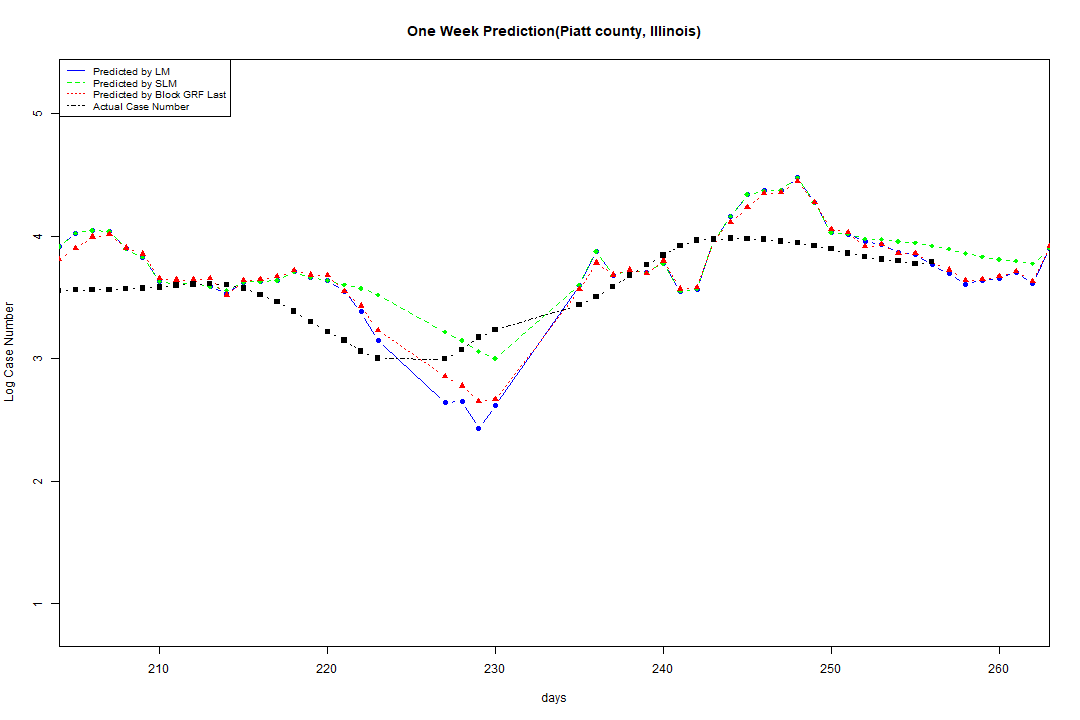 One Week Prediction(Piatt county, Illinois)
Predicted by LM
Predicted by SLM
Predicted by Block GRF Last
Actual Case Number
5
4
3
2
1
Log Case Number
210 220 230 240 250 260
days